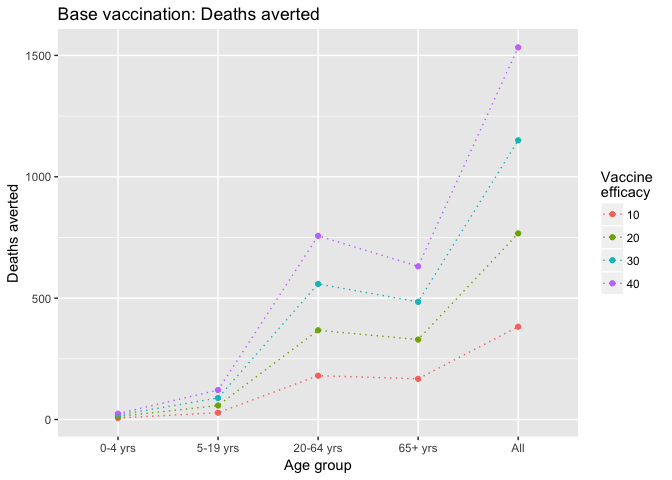 Base vaccination: Deaths averted
1500
1000
500
0
Deaths averted
0-4 yrs
5-19 yrs
20-64 yrs
65+ yrs
All
Age group
Vaccine
efficacy
10
20
30
40